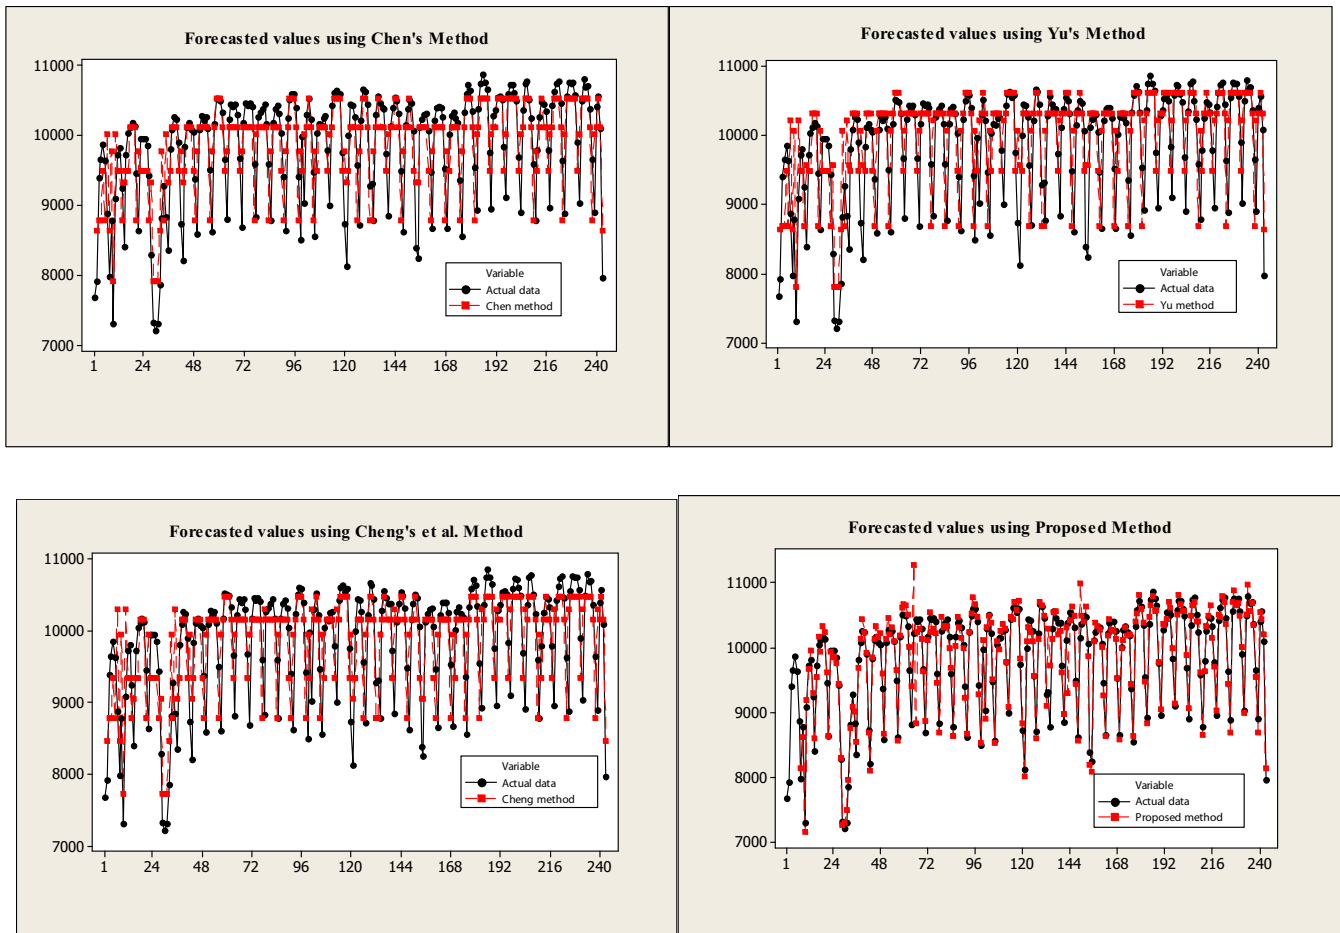 Forecasted values using Chen's Method
11000
10000
9000
8000
7000
Variable
Actual data
Chen method
1 24 48 72 96 120 144 168 192 216 240
Forecasted values using Yu's Method
11000
10000
9000
8000
7000
Variable
Actual data
Yu method
1 24 48 72 96 120 144 168 192 216 240
Forecasted values using Cheng's et al. Method
11000
10000
9000
8000
7000
Variable
Actual data
Cheng method
1 24 48 72 96 120 144 168 192 216 240
Forecasted values using Proposed Method
11000
10000
9000
8000
7000
Variable
Actual data
Proposed method
1 24 48 72 96 120 144 168 192 216 240